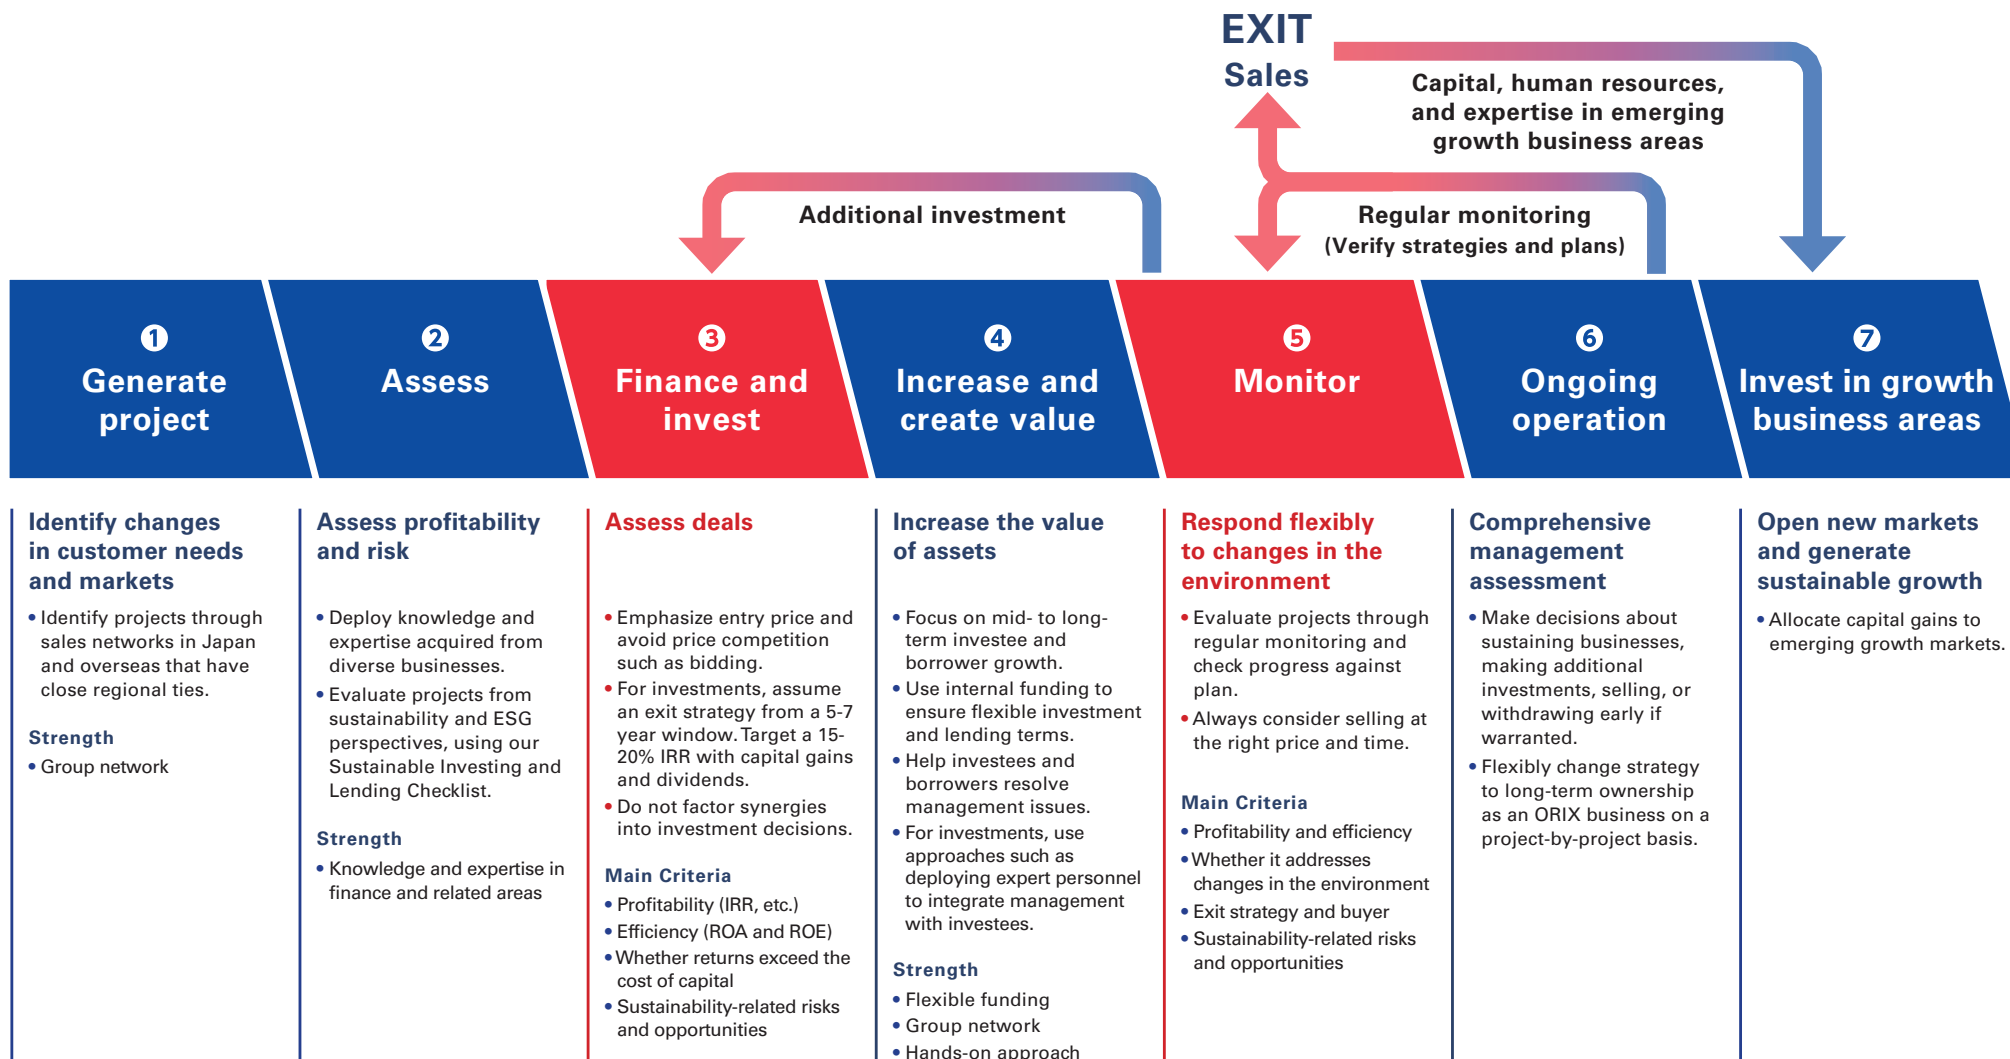 EXIT
Sales
Capital, human resources,
and expertise in emerging
growth business areas
Additional investment
Regular monitoring
(Verify strategies and plans)
1
Generate
project
2
Assess
3
Finance and
invest
4
Increase and
create value
5
Monitor
6
Ongoing
operation
7
Invest in growth
business areas
Identify changes
in customer needs
and markets
• Identify projects through
sales networks in Japan
and overseas that have
close regional ties.
Strength
• Group network
Assess profitability
and risk
• Deploy knowledge and
expertise acquired from
diverse businesses.
• Evaluate projects from
sustainability and ESG
perspectives, using our
Sustainable Investing and
Lending Checklist.
Strength
• Knowledge and expertise in
finance and related areas
Assess deals
• Emphasize entry price and
avoid price competition
such as bidding.
• For investments, assume
an exit strategy from a 5-7
year window. Target a 15-
20% IRR with capital gains
and dividends.
• Do not factor synergies
into investment decisions.
Main Criteria
• Profitability (IRR, etc.)
• Efficiency (ROA and ROE)
• Whether returns exceed the
cost of capital
• Sustainability-related risks
and opportunities
Increase the value
of assets
• Focus on mid- to long-
term investee and
borrower growth.
• Use internal funding to
ensure flexible investment
and lending terms.
• Help investees and
borrowers resolve
management issues.
• For investments, use
approaches such as
deploying expert personnel
to integrate management
with investees.
Strength
• Flexible funding
• Group network
• Hands-on approach
Respond flexibly
to changes in the
environment
• Evaluate projects through
regular monitoring and
check progress against
plan.
• Always consider selling at
the right price and time.
Main Criteria
• Profitability and efficiency
• Whether it addresses
changes in the environment
• Exit strategy and buyer
• Sustainability-related risks
and opportunities
Comprehensive
management
assessment
• Make decisions about
sustaining businesses,
making additional
investments, selling, or
withdrawing early if
warranted.
• Flexibly change strategy
to long-term ownership
as an ORIX business on a
project-by-project basis.
Open new markets
and generate
sustainable growth
• Allocate capital gains to
emerging growth markets.